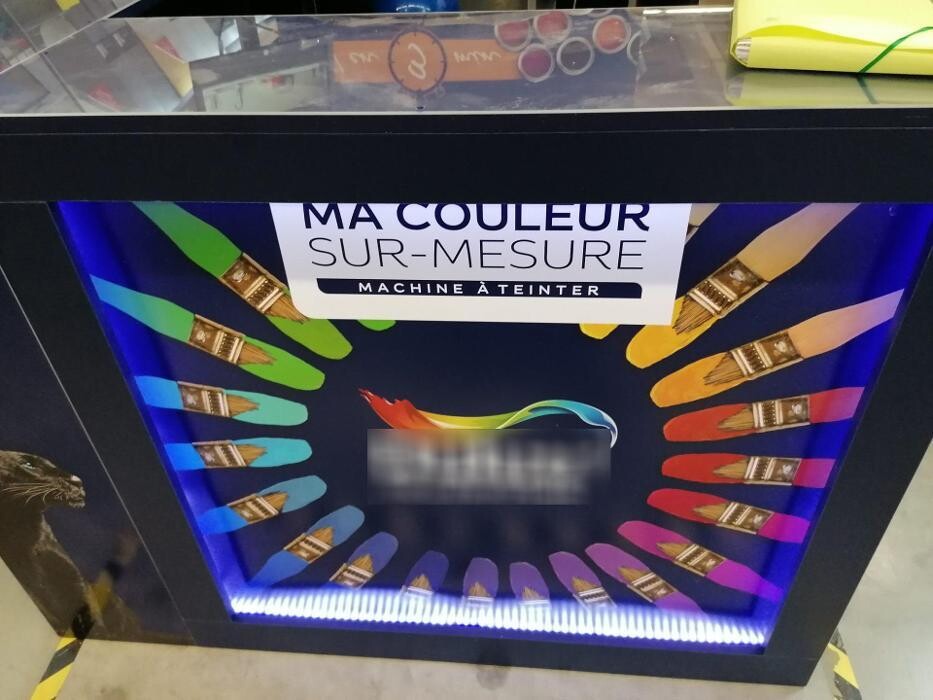 MA COULEUR
SUR-MESURE
MACHINE À TEINTER